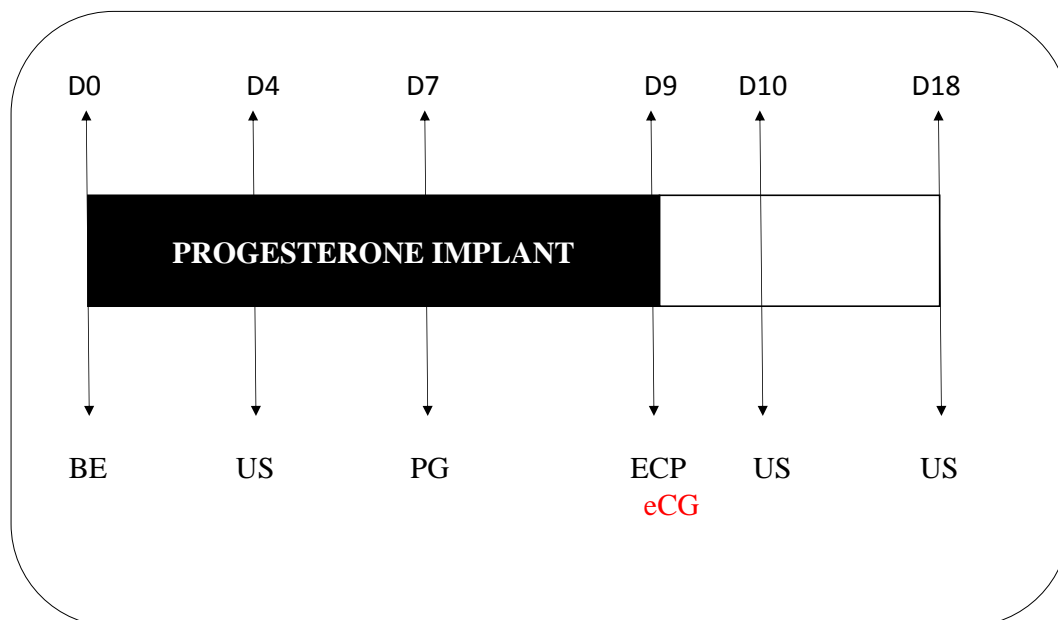 D0 D4 D7 D9 D10 D18
PROGESTERONE IMPLANT
BE US PG ECP US US
eCG